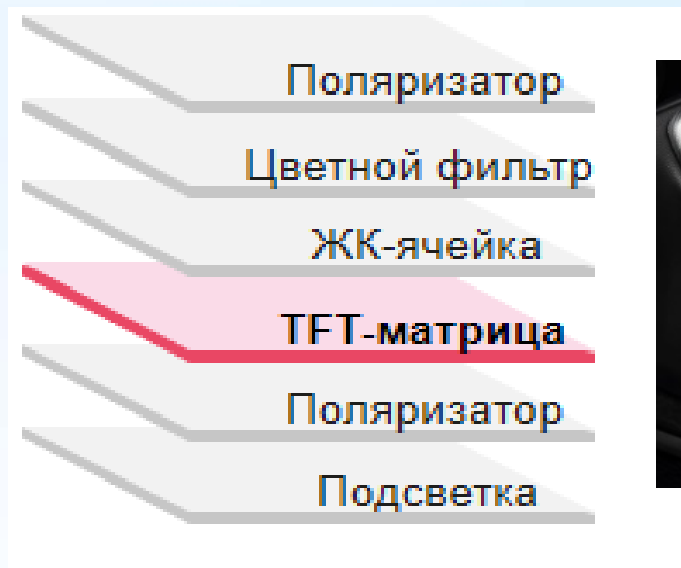 Поляризатор
Цветной фильтр
ЖК-ячейка
TFT-матрица
Поляризатор
Подсветка